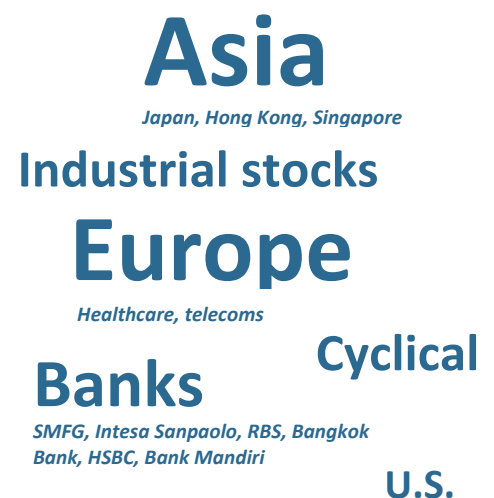 Asia
Japan, Hong Kong, Singapore
Industrial stocks
Europe
Healthcare, telecoms
Cyclical
Banks
SMFG, Intesa Sanpaolo, RBS, Bangkok
Bank, HSBC, Bank Mandiri
U.S.